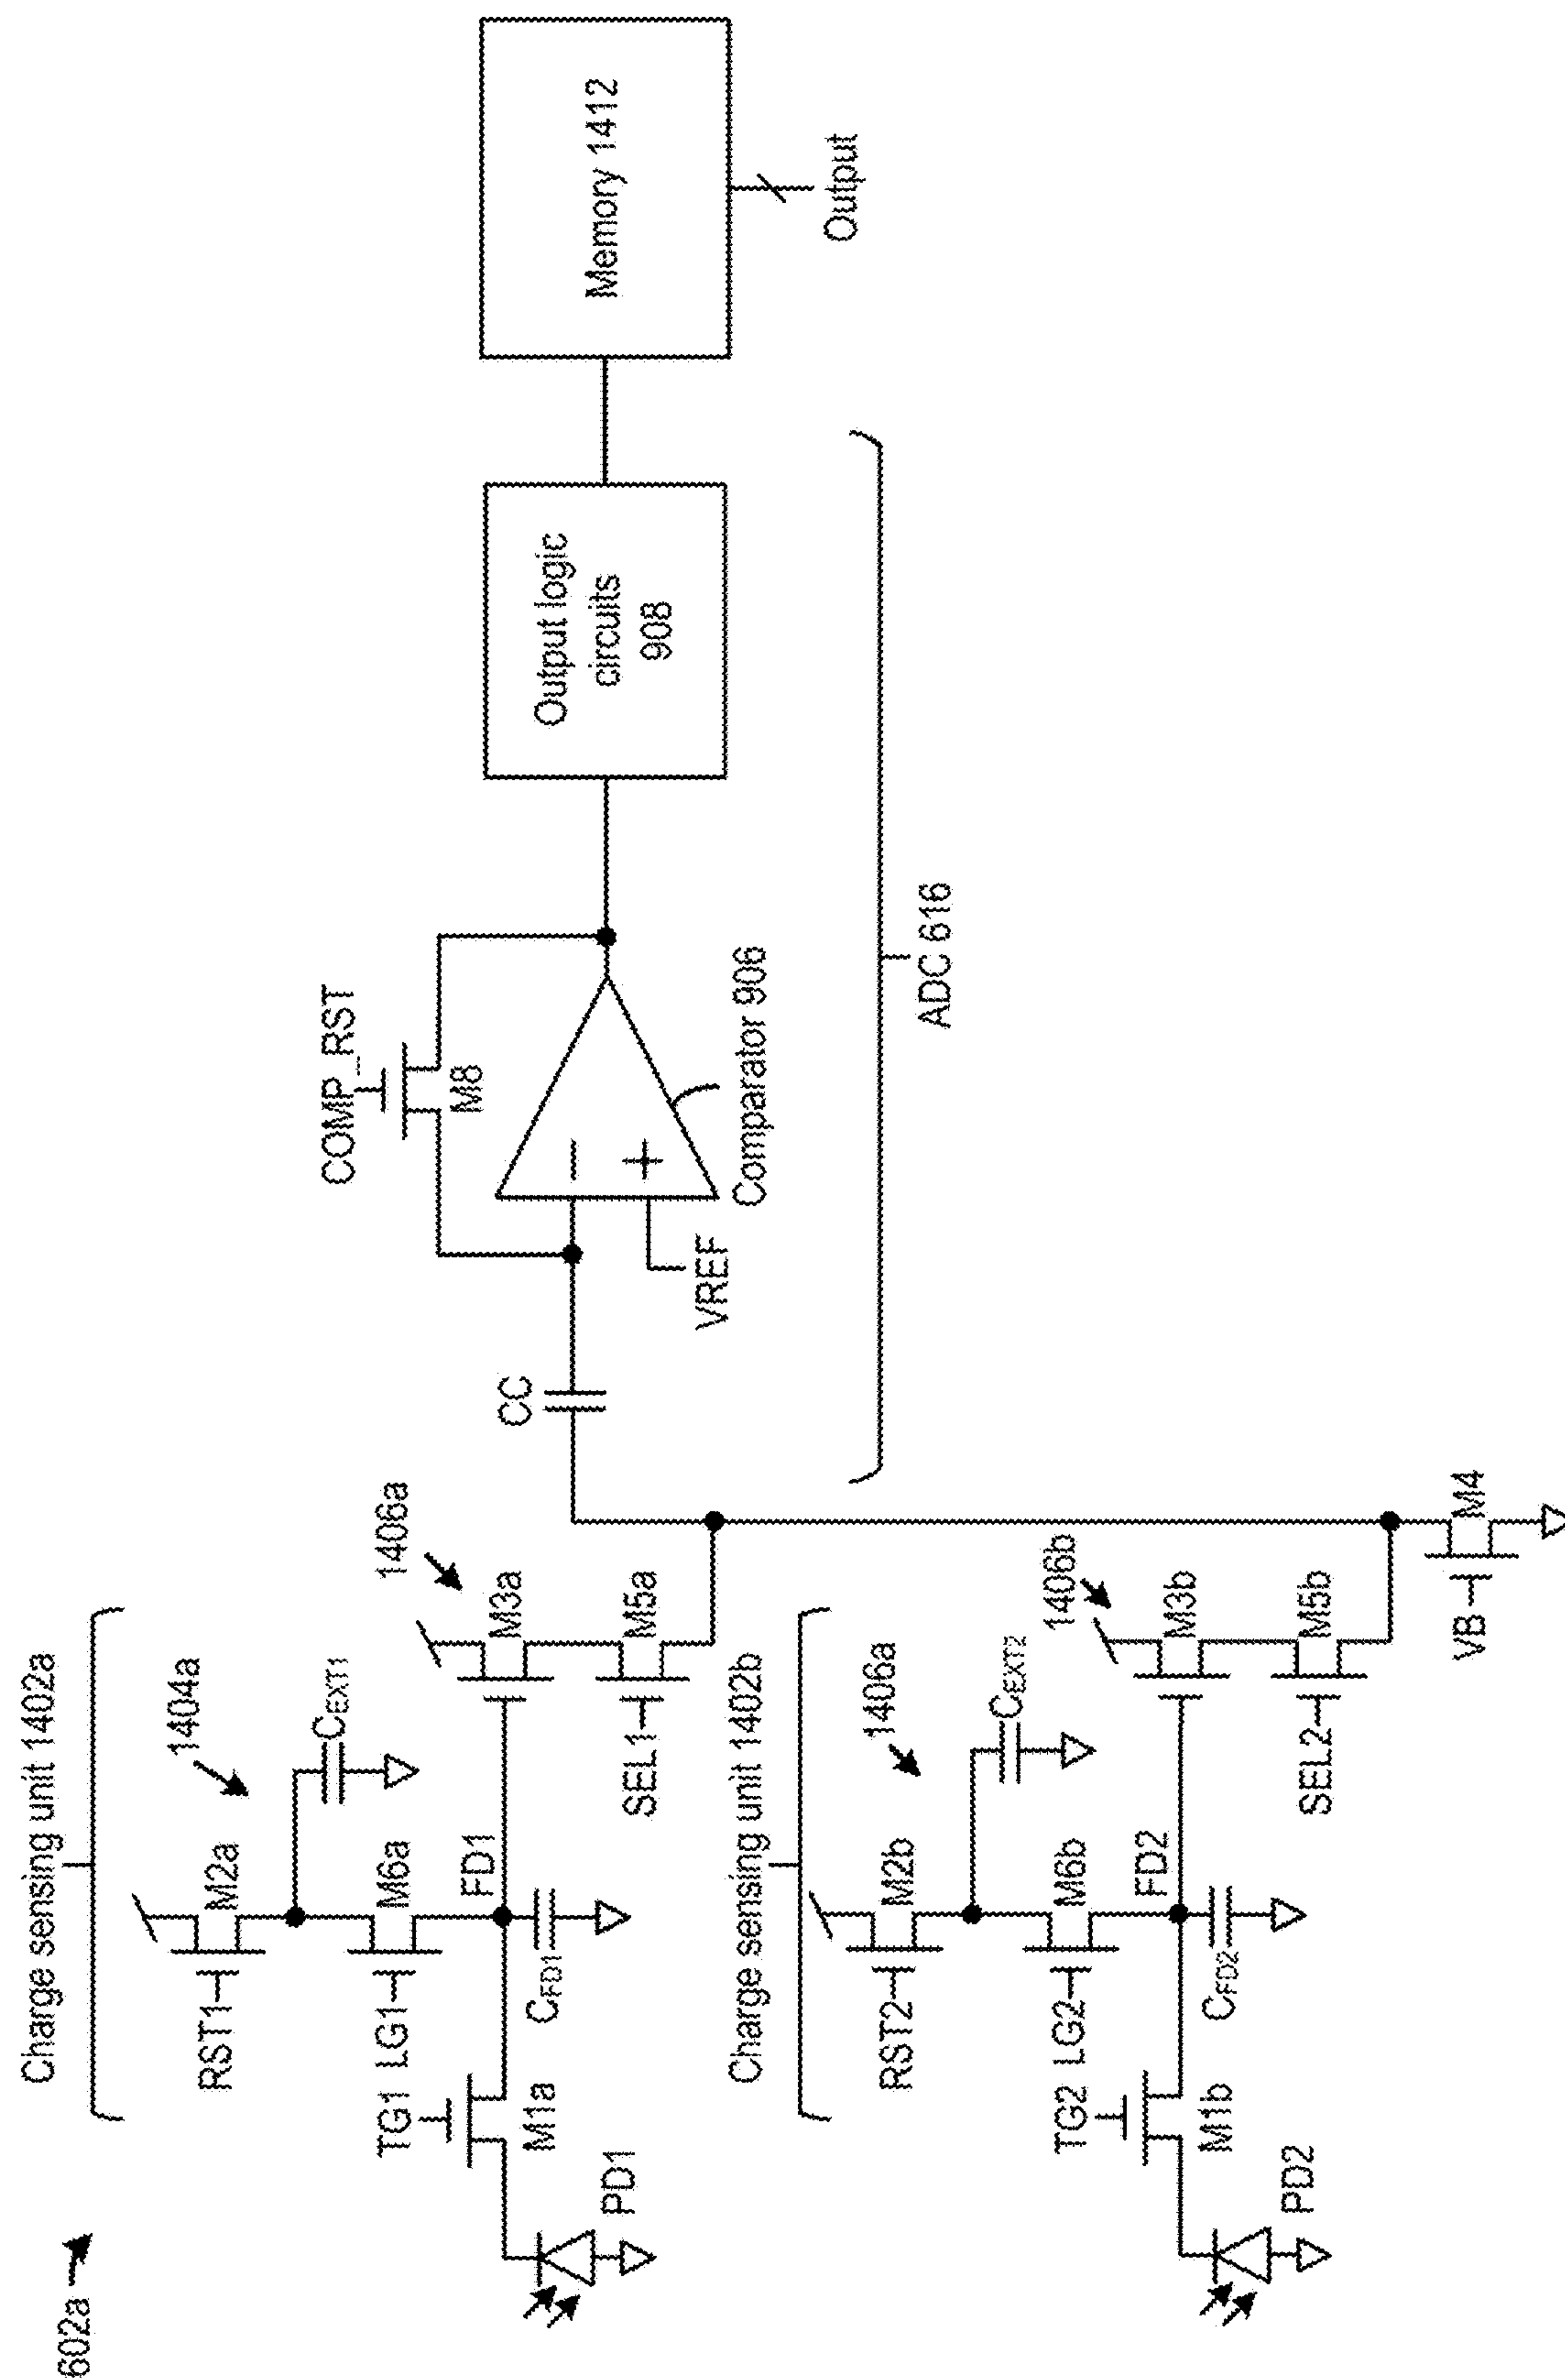 602a
Charge sensing unit 1402a
1404a
RST1
M2a
CEXT1
LG1
M6a
TG1
M1a
FD1
CFD1
PD1
1406a
M3a
SEL1
M5a
Charge sensing unit 1402b
1406a
RST2
M2b
CEXT2
LG2
M6b
TG2
M1b
FD2
CFD2
PD2
1406b
M3b
SEL2
M5b
VB
M4
CC
COMP_RST
M8
−
+
VREF
Comparator 906
Output logic
circuits
908
ADC 616
Memory 1412
Output